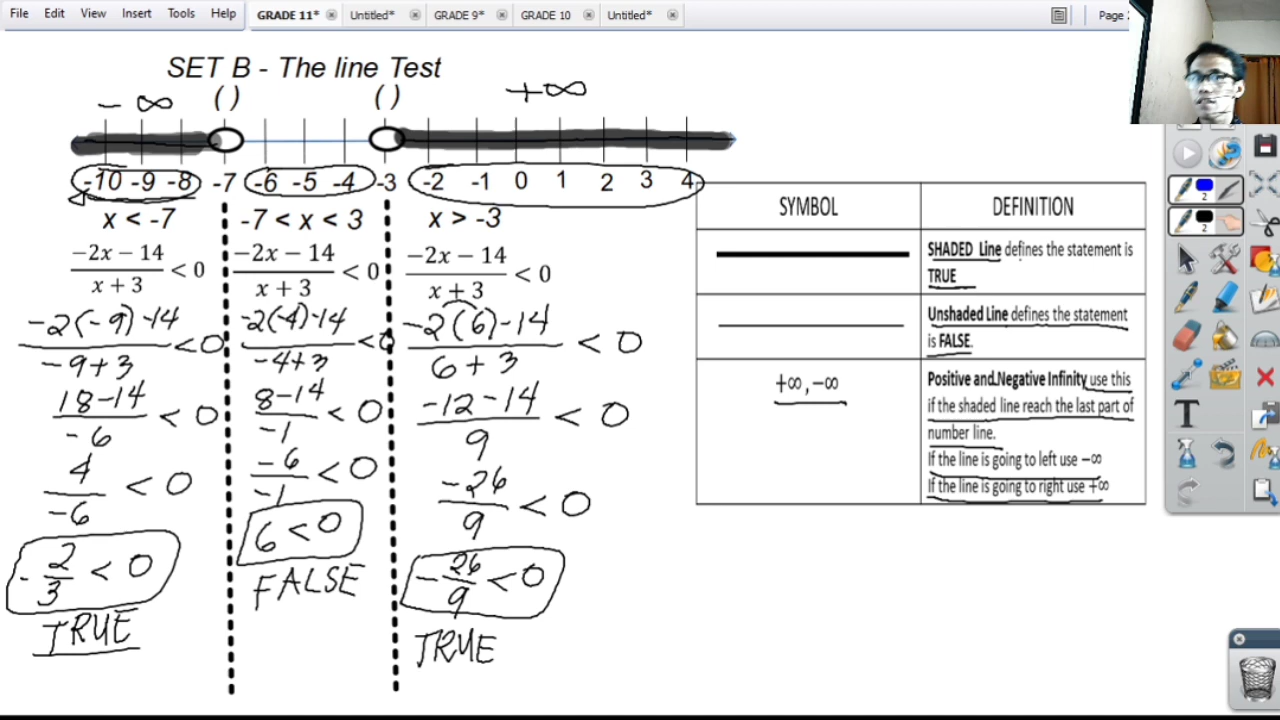 File Edit View Insert Tools Help GRADE 11* Untitled* GRADE 9* GRADE 10 Untitled* Page
SET B - The line Test
- ∞ ( ) ( ) +∞
-10 -9 -8 -7 -6 -5 -4 -3 -2 -1 0 1 2 3 4
x < -7 -7 < x < 3 x > -3
(−2x − 14)/(x + 3) < 0 (−2x − 14)/(x + 3) < 0 (−2x − 14)/(x + 3) < 0
(-2(-9)-14)/(-9+3) < 0 (-2(-4)-14)/(-4+3) < 0 (-2(6)-14)/(6+3) < 0
(18-14)/-6 < 0 (8-14)/-1 < 0 (-12-14)/9 < 0
4/-6 < 0 -6/-1 < 0 -26/9 < 0
-2/3 < 0 6 < 0 -26/9 < 0
TRUE FALSE TRUE
SYMBOL DEFINITION
SHADED Line defines the statement is
TRUE
Unshaded Line defines the statement
is FALSE.
+∞, −∞ Positive and Negative Infinity use this
if the shaded line reach the last part of
number line.
If the line is going to left use −∞
If the line is going to right use +∞
2
2
T